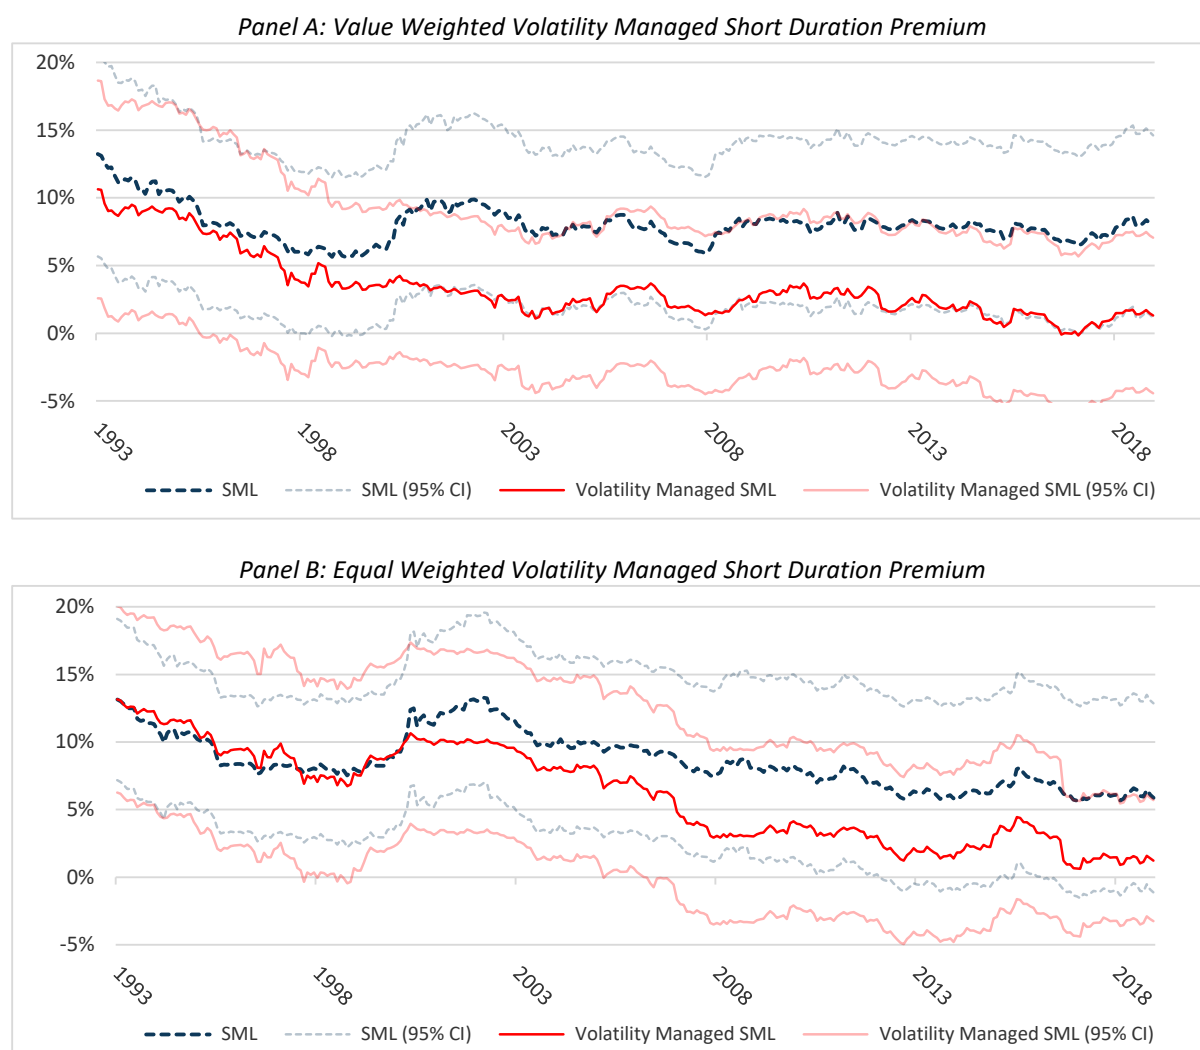 Panel A: Value Weighted Volatility Managed Short Duration Premium
20%
15%
10%
5%
0%
-5%
1993 1998 2003 2008 2013 2018
SML SML (95% CI) Volatility Managed SML Volatility Managed SML (95% CI)
Panel B: Equal Weighted Volatility Managed Short Duration Premium
20%
15%
10%
5%
0%
-5%
1993 1998 2003 2008 2013 2018
SML SML (95% CI) Volatility Managed SML Volatility Managed SML (95% CI)